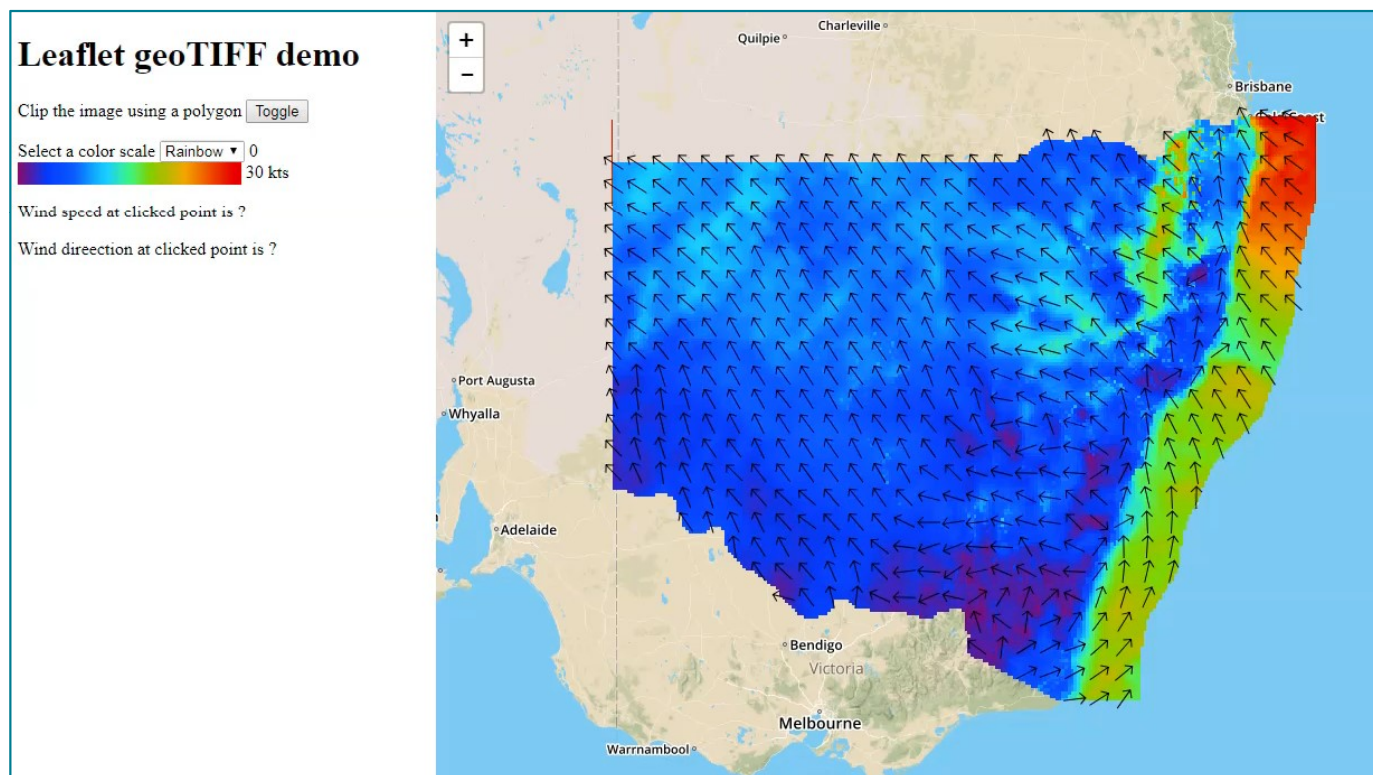 Leaflet geoTIFF demo
Clip the image using a polygon Toggle
Select a color scale Rainbow ▼ 0
30 kts
Wind speed at clicked point is ?
Wind direection at clicked point is ?
+
−
Charleville
Quilpie
Brisbane
Port Augusta
Whyalla
Adelaide
Bendigo
Victoria
Melbourne
Warrnambool